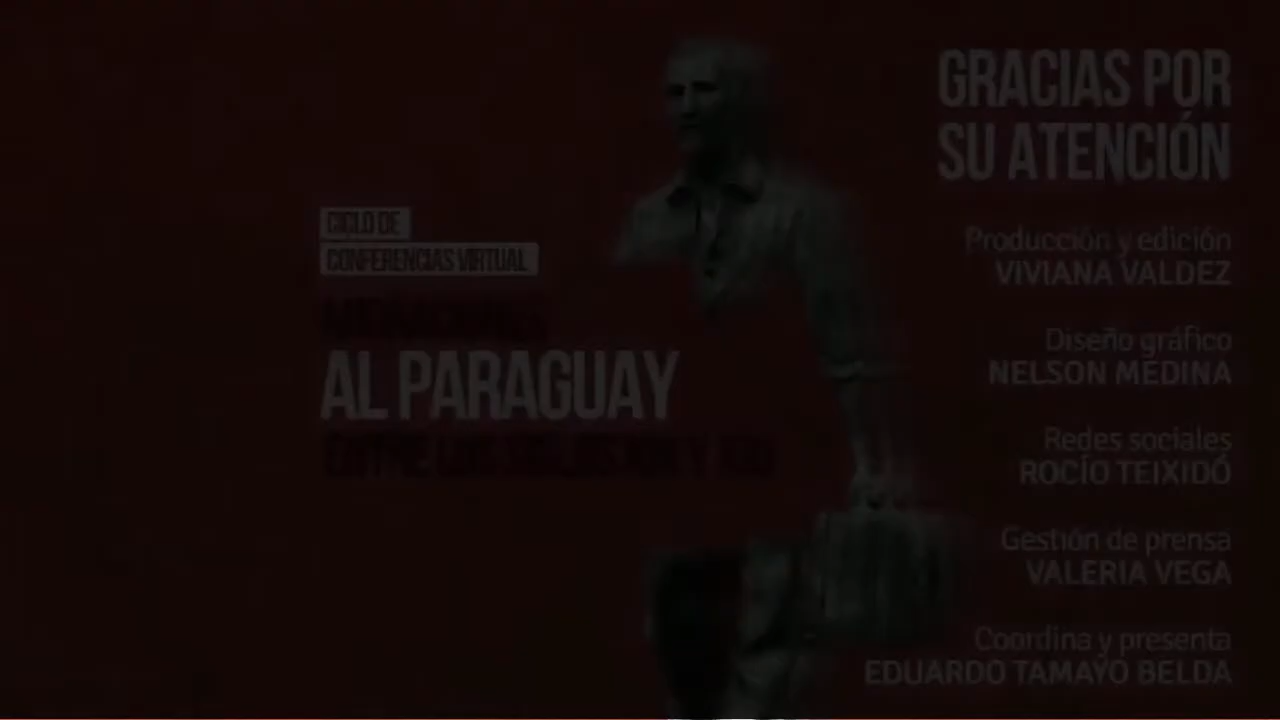 CICLO DE
CONFERENCIAS VIRTUAL
AL PARAGUAY
GRACIAS POR
SU ATENCIÓN
Producción y edición
VIVIANA VALDEZ
Diseño gráfico
NELSON MEDINA
Redes sociales
ROCÍO TEIXIDÓ
Gestión de prensa
VALERIA VEGA
Coordina y presenta
EDUARDO TAMAYO BELDA